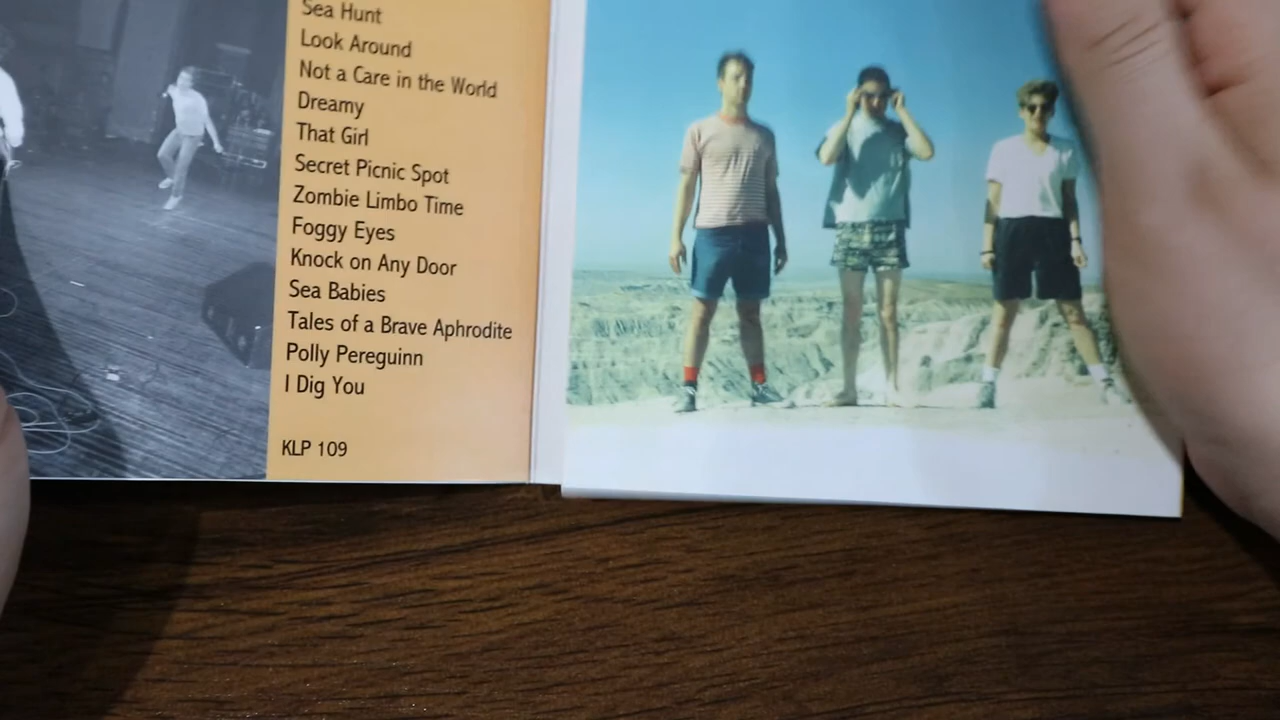 Sea Hunt
Look Around
Not a Care in the World
Dreamy
That Girl
Secret Picnic Spot
Zombie Limbo Time
Foggy Eyes
Knock on Any Door
Sea Babies
Tales of a Brave Aphrodite
Polly Pereguinn
I Dig You
KLP 109